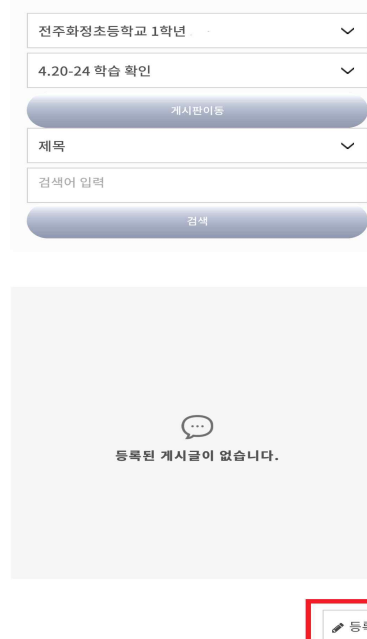 전주화정초등학교 1학년
4.20-24 학습 확인
게시판이동
제목
검색어 입력
검색
등록된 게시글이 없습니다.